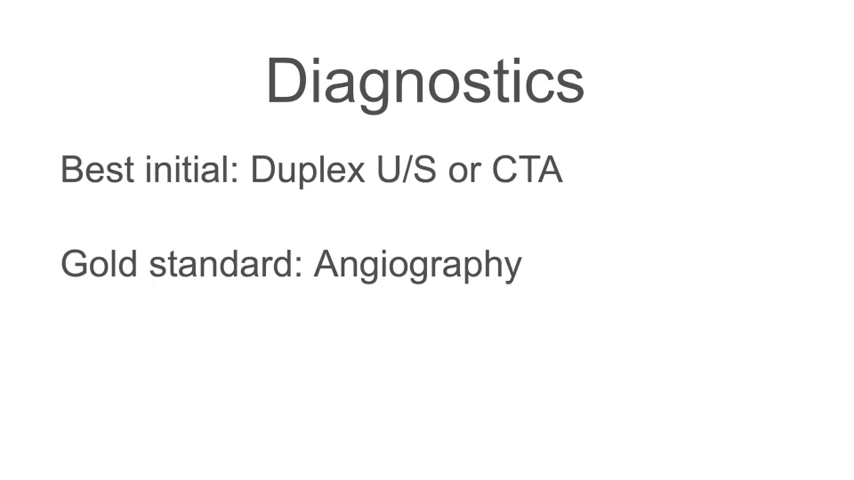 Diagnostics
Best initial: Duplex U/S or CTA
Gold standard: Angiography